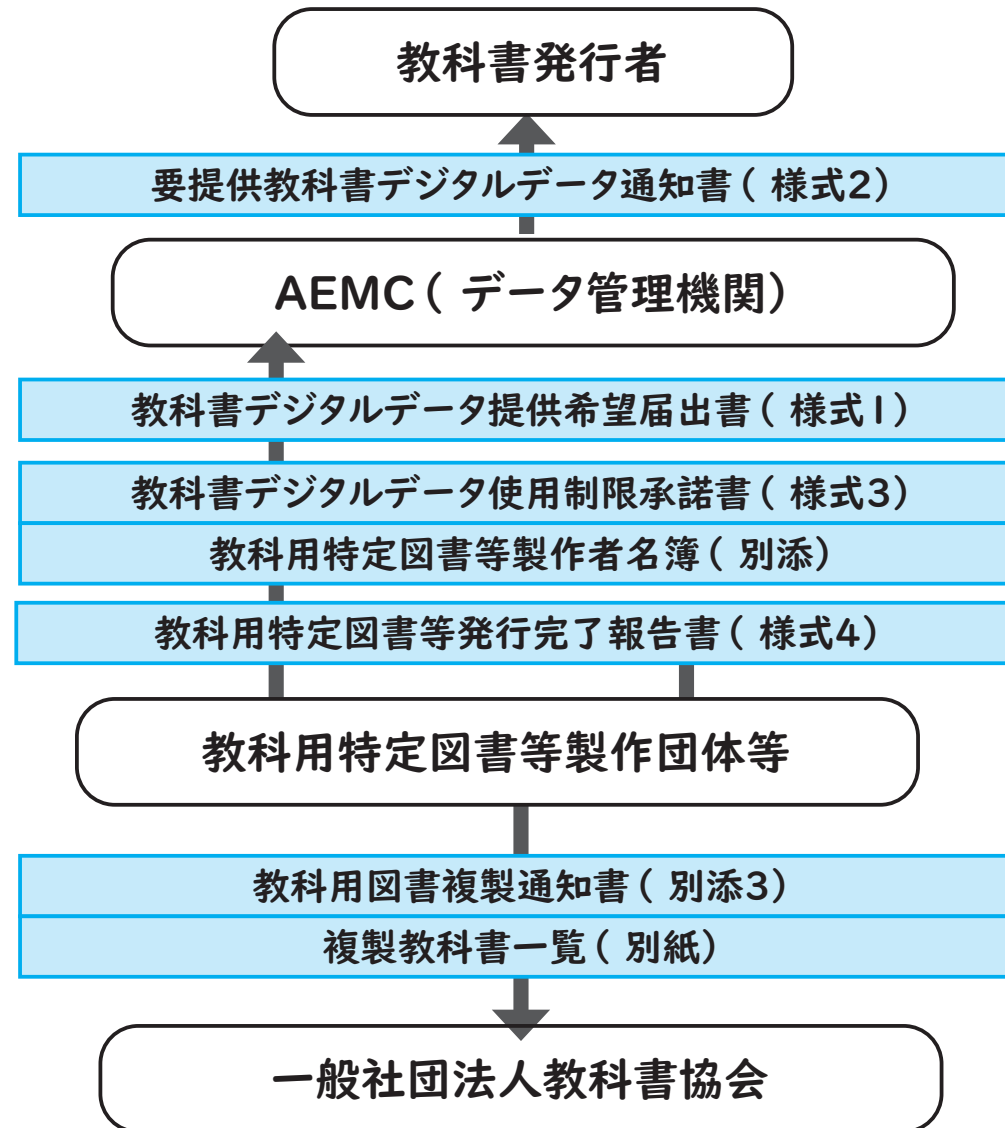 教科書発行者
要提供教科書デジタルデータ通知書( 様式2)
AEMC( データ管理機関)
教科書デジタルデータ提供希望届出書( 様式1)
教科書デジタルデータ使用制限承諾書( 様式3)
教科用特定図書等製作者名簿( 別添)
教科用特定図書等発行完了報告書( 様式4)
教科用特定図書等製作団体等
教科用図書複製通知書( 別添3)
複製教科書一覧( 別紙)
一般社団法人教科書協会